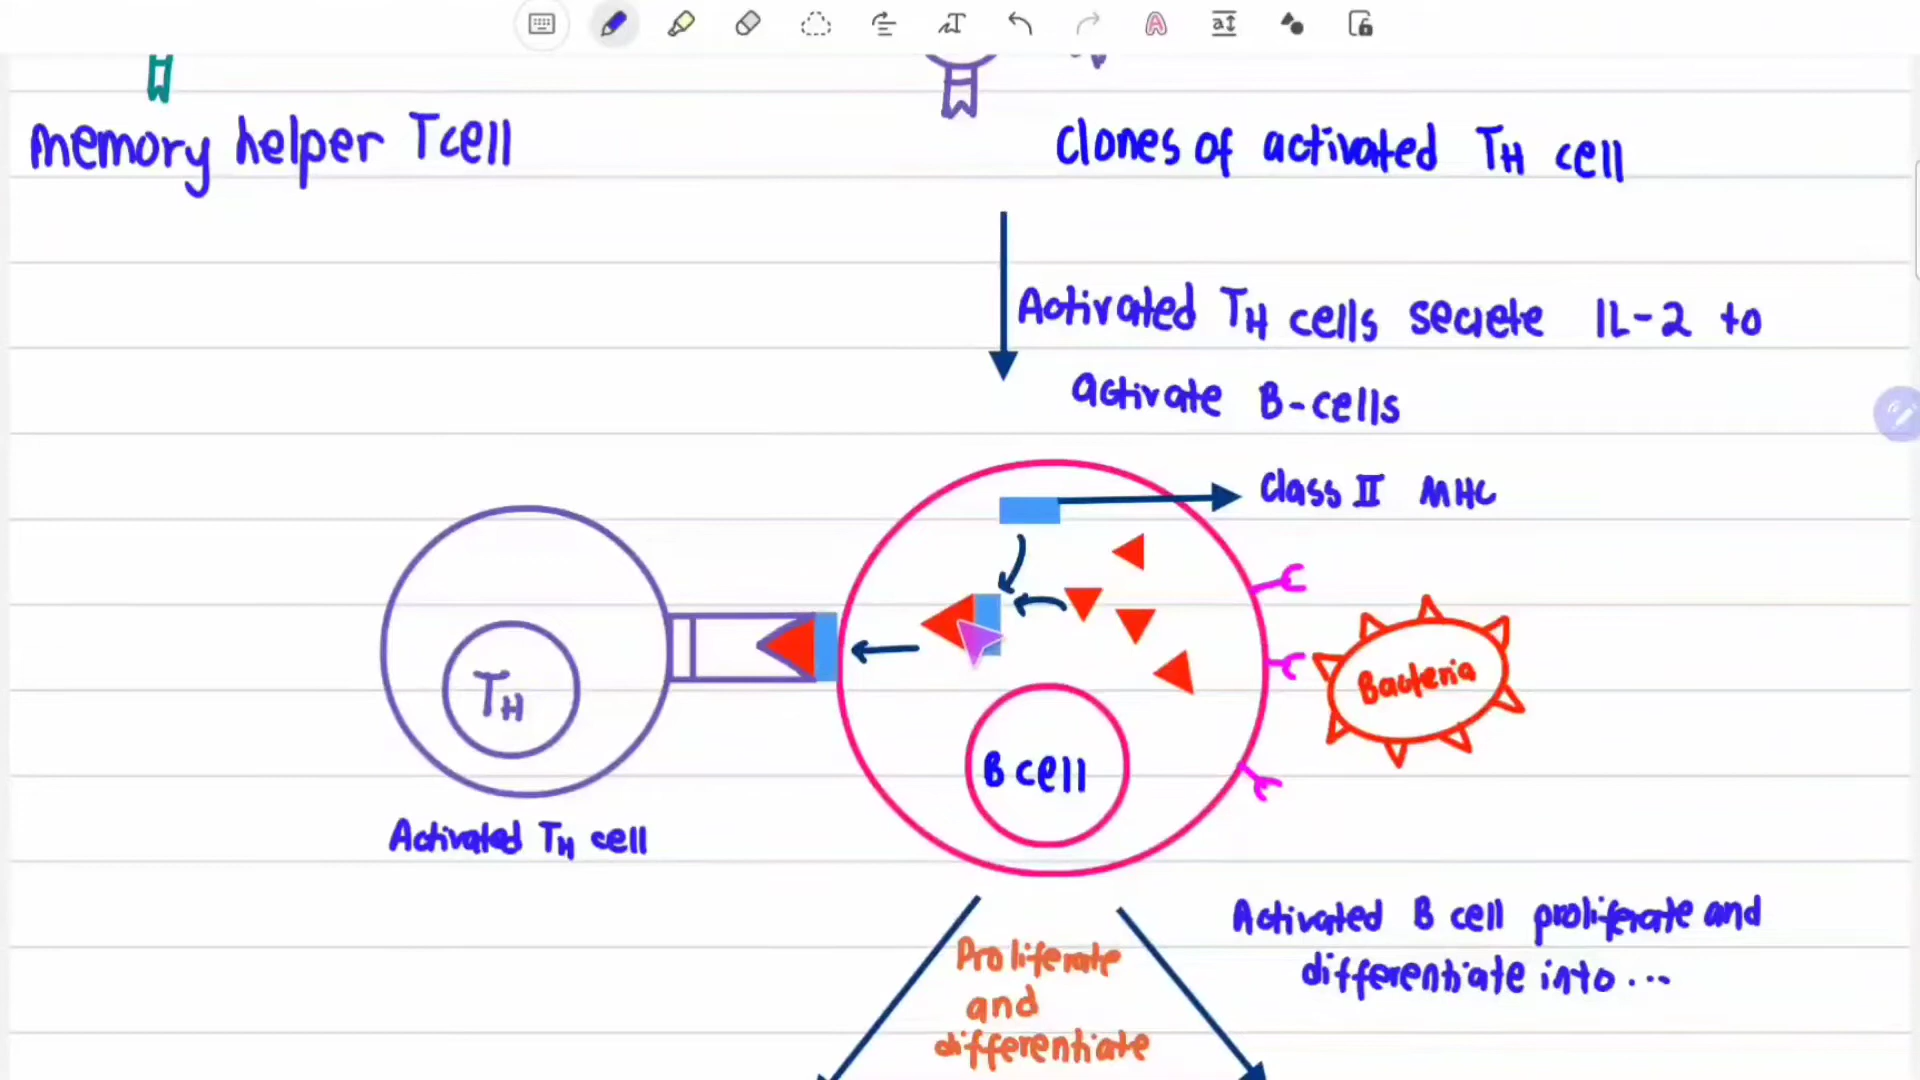 memory helper T cell
Clones of activated TH cell
Activated TH cells secrete IL-2 to
activate B-cells
Class II MHC
Bacteria
TH
B cell
Activated TH cell
Activated B cell proliferate and
differentiate into...
Proliferate
and
differentiate